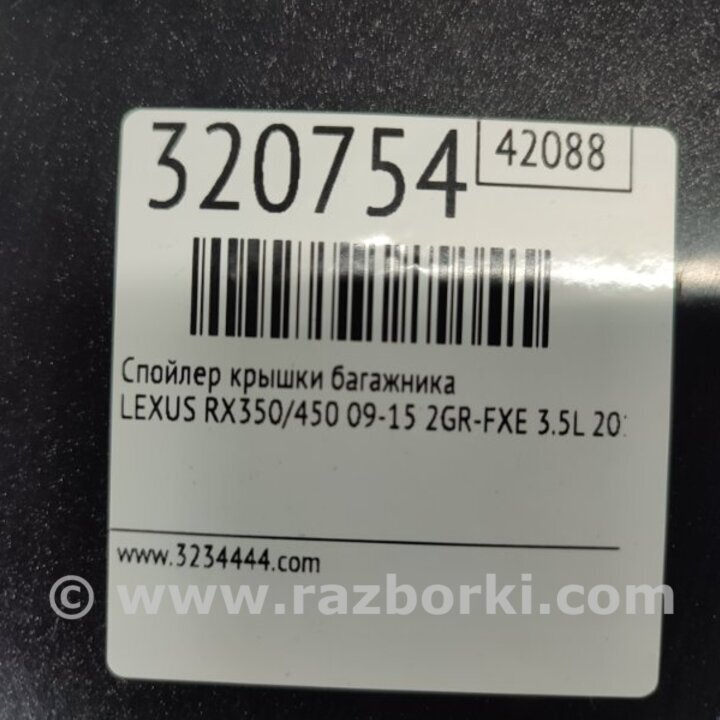 320754
42088
Спойлер крышки багажника
LEXUS RX350/450 09-15 2GR-FXE 3.5L 20
www.3234444.com
© www.razborki.com